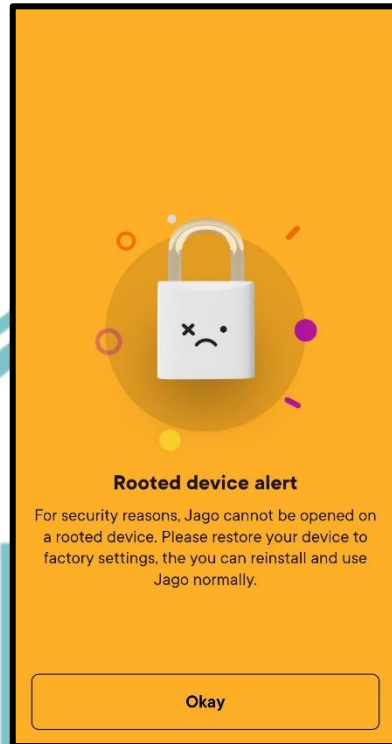 Rooted device alert
For security reasons, Jago cannot be opened on
a rooted device. Please restore your device to
factory settings, the you can reinstall and use
Jago normally.
Okay